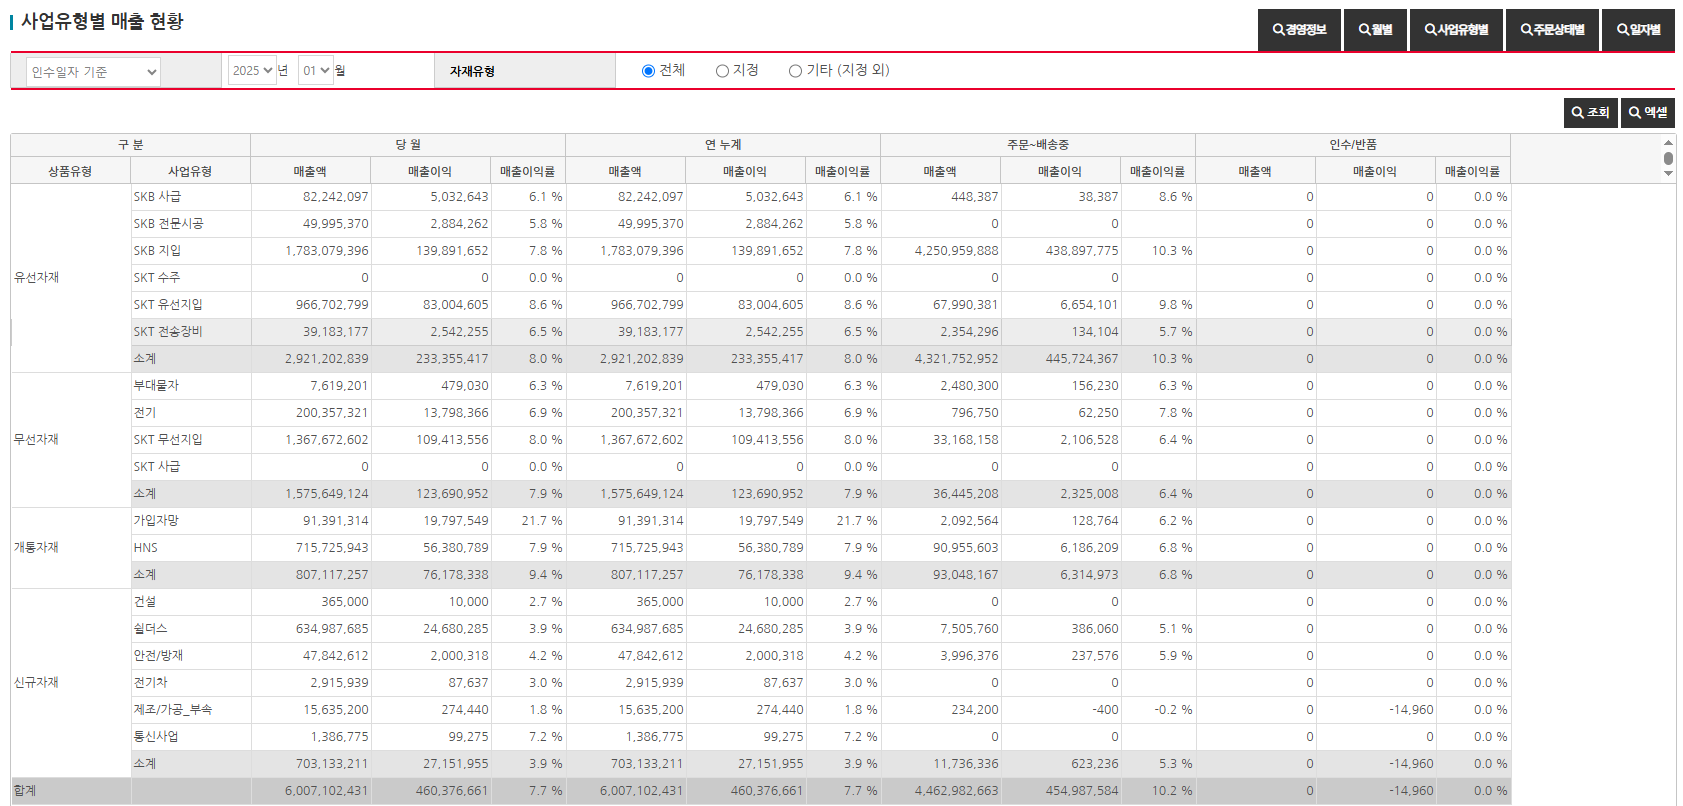 사업유형별 매출 현황
경영정보 월별 사업유형별 주문상태별 일자별
인수일자 기준 2025 년 01 월 자재유형 전체 지정 기타 (지정 외)
조회 엑셀
구 분 당 월 연 누계 주문~배송중 인수/반품
상품유형 사업유형 매출액 매출이익 매출이익률 매출액 매출이익 매출이익률 매출액 매출이익 매출이익률 매출액 매출이익 매출이익률
SKB 사급 82,242,097 5,032,643 6.1 % 82,242,097 5,032,643 6.1 % 448,387 38,387 8.6 % 0 0 0.0 %
SKB 전문시공 49,995,370 2,884,262 5.8 % 49,995,370 2,884,262 5.8 % 0 0 0 0 0.0 %
SKB 지입 1,783,079,396 139,891,652 7.8 % 1,783,079,396 139,891,652 7.8 % 4,250,959,888 438,897,775 10.3 % 0 0 0.0 %
유선자재 SKT 수주 0 0 0.0 % 0 0 0.0 % 0 0 0 0 0.0 %
SKT 유선지입 966,702,799 83,004,605 8.6 % 966,702,799 83,004,605 8.6 % 67,990,381 6,654,101 9.8 % 0 0 0.0 %
SKT 전송장비 39,183,177 2,542,255 6.5 % 39,183,177 2,542,255 6.5 % 2,354,296 134,104 5.7 % 0 0 0.0 %
소계 2,921,202,839 233,355,417 8.0 % 2,921,202,839 233,355,417 8.0 % 4,321,752,952 445,724,367 10.3 % 0 0 0.0 %
부대물자 7,619,201 479,030 6.3 % 7,619,201 479,030 6.3 % 2,480,300 156,230 6.3 % 0 0 0.0 %
전기 200,357,321 13,798,366 6.9 % 200,357,321 13,798,366 6.9 % 796,750 62,250 7.8 % 0 0 0.0 %
무선자재 SKT 무선지입 1,367,672,602 109,413,556 8.0 % 1,367,672,602 109,413,556 8.0 % 33,168,158 2,106,528 6.4 % 0 0 0.0 %
SKT 사급 0 0 0.0 % 0 0 0.0 % 0 0 0 0 0.0 %
소계 1,575,649,124 123,690,952 7.9 % 1,575,649,124 123,690,952 7.9 % 36,445,208 2,325,008 6.4 % 0 0 0.0 %
가입자망 91,391,314 19,797,549 21.7 % 91,391,314 19,797,549 21.7 % 2,092,564 128,764 6.2 % 0 0 0.0 %
개통자재 HNS 715,725,943 56,380,789 7.9 % 715,725,943 56,380,789 7.9 % 90,955,603 6,186,209 6.8 % 0 0 0.0 %
소계 807,117,257 76,178,338 9.4 % 807,117,257 76,178,338 9.4 % 93,048,167 6,314,973 6.8 % 0 0 0.0 %
건설 365,000 10,000 2.7 % 365,000 10,000 2.7 % 0 0 0 0 0.0 %
쉴더스 634,987,685 24,680,285 3.9 % 634,987,685 24,680,285 3.9 % 7,505,760 386,060 5.1 % 0 0 0.0 %
안전/방재 47,842,612 2,000,318 4.2 % 47,842,612 2,000,318 4.2 % 3,996,376 237,576 5.9 % 0 0 0.0 %
신규자재 전기차 2,915,939 87,637 3.0 % 2,915,939 87,637 3.0 % 0 0 0 0 0.0 %
제조/가공_부속 15,635,200 274,440 1.8 % 15,635,200 274,440 1.8 % 234,200 -400 -0.2 % 0 -14,960 0.0 %
통신사업 1,386,775 99,275 7.2 % 1,386,775 99,275 7.2 % 0 0 0 0 0.0 %
소계 703,133,211 27,151,955 3.9 % 703,133,211 27,151,955 3.9 % 11,736,336 623,236 5.3 % 0 -14,960 0.0 %
합계 6,007,102,431 460,376,661 7.7 % 6,007,102,431 460,376,661 7.7 % 4,462,982,663 454,987,584 10.2 % 0 -14,960 0.0 %